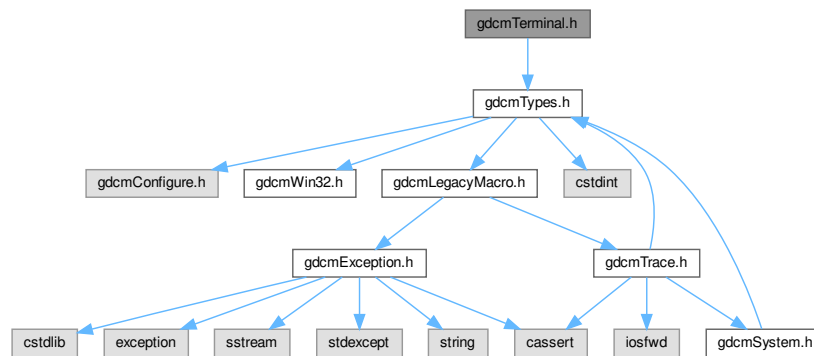 gdcmTerminal.h
gdcmTypes.h
gdcmConfigure.h
gdcmWin32.h
gdcmLegacyMacro.h
cstdint
gdcmException.h
gdcmTrace.h
cstdlib
exception
sstream
stdexcept
string
cassert
iosfwd
gdcmSystem.h